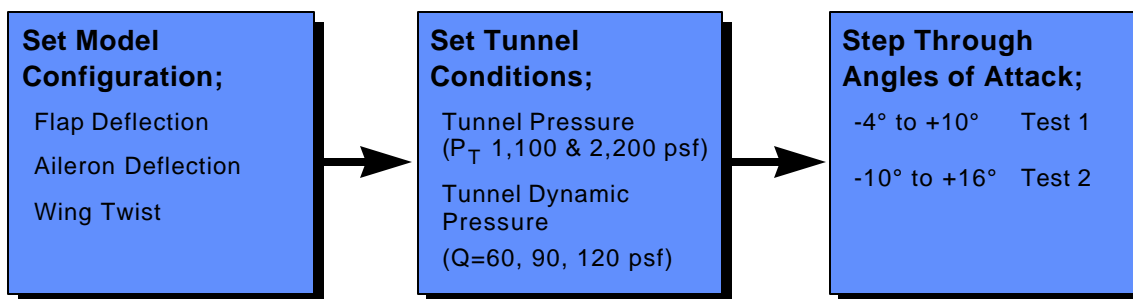 Set Model
Configuration;
Flap Deflection
Aileron Deflection
Wing Twist
Set Tunnel
Conditions;
Tunnel Pressure
(PT 1,100 & 2,200 psf)
Tunnel Dynamic
Pressure
(Q=60, 90, 120 psf)
Step Through
Angles of Attack;
-4° to +10° Test 1
-10° to +16° Test 2